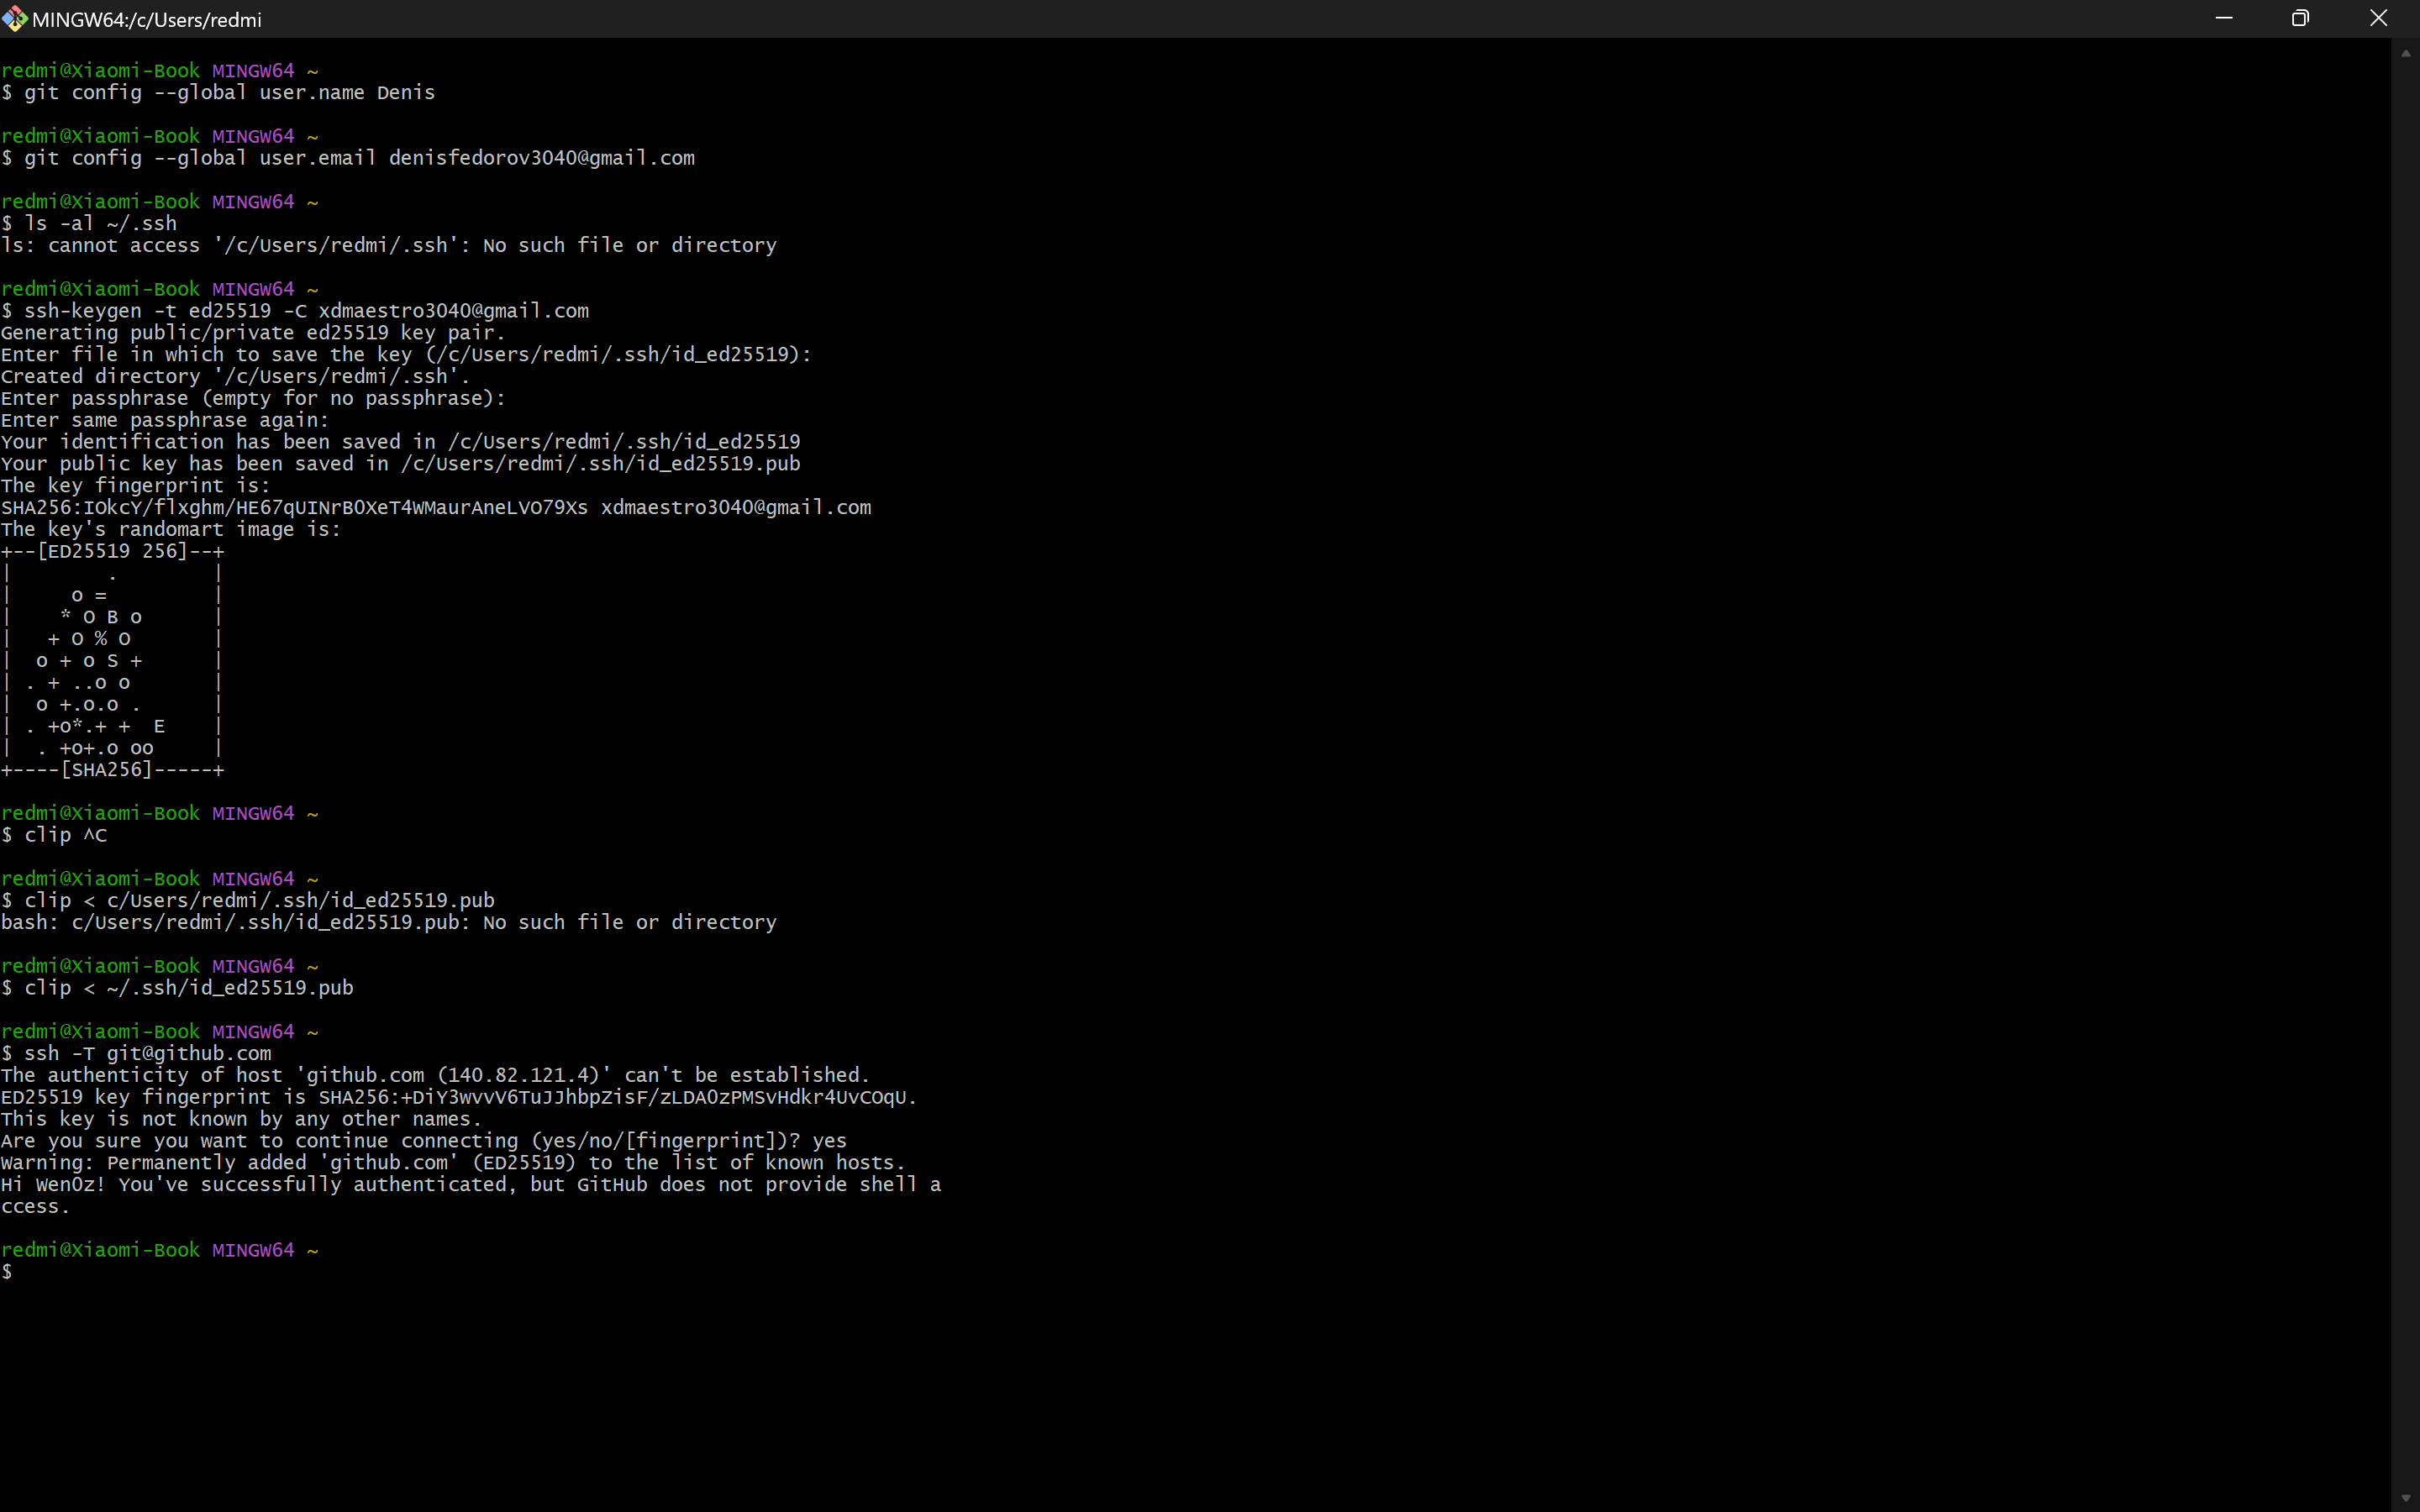 MINGW64:/c/Users/redmi
redmi@Xiaomi-Book MINGW64 ~
$ git config --global user.name Denis
redmi@Xiaomi-Book MINGW64 ~
$ git config --global user.email denisfedorov3040@gmail.com
redmi@Xiaomi-Book MINGW64 ~
$ ls -al ~/.ssh
ls: cannot access '/c/Users/redmi/.ssh': No such file or directory
redmi@Xiaomi-Book MINGW64 ~
$ ssh-keygen -t ed25519 -C xdmaestro3040@gmail.com
Generating public/private ed25519 key pair.
Enter file in which to save the key (/c/Users/redmi/.ssh/id_ed25519):
Created directory '/c/Users/redmi/.ssh'.
Enter passphrase (empty for no passphrase):
Enter same passphrase again:
Your identification has been saved in /c/Users/redmi/.ssh/id_ed25519
Your public key has been saved in /c/Users/redmi/.ssh/id_ed25519.pub
The key fingerprint is:
SHA256:IOkcY/flxghm/HE67qUINrB0XeT4WMaurAneLVO79Xs xdmaestro3040@gmail.com
The key's randomart image is:
+--[ED25519 256]--+
|         .        |
|      o =         |
|     * O B o      |
|    + O % O       |
|   o + o S +      |
|  . + ..o o       |
|   o +.o.o .      |
|  . +o*.+ +  E    |
|   . +o+.o oo     |
+----[SHA256]-----+
redmi@Xiaomi-Book MINGW64 ~
$ clip ^C
redmi@Xiaomi-Book MINGW64 ~
$ clip < c/Users/redmi/.ssh/id_ed25519.pub
bash: c/Users/redmi/.ssh/id_ed25519.pub: No such file or directory
redmi@Xiaomi-Book MINGW64 ~
$ clip < ~/.ssh/id_ed25519.pub
redmi@Xiaomi-Book MINGW64 ~
$ ssh -T git@github.com
The authenticity of host 'github.com (140.82.121.4)' can't be established.
ED25519 key fingerprint is SHA256:+DiY3wvvV6TuJJhbpZisF/zLDA0zPMSvHdkr4UvCOqU.
This key is not known by any other names.
Are you sure you want to continue connecting (yes/no/[fingerprint])? yes
Warning: Permanently added 'github.com' (ED25519) to the list of known hosts.
Hi Wen0z! You've successfully authenticated, but GitHub does not provide shell a
ccess.
redmi@Xiaomi-Book MINGW64 ~
$